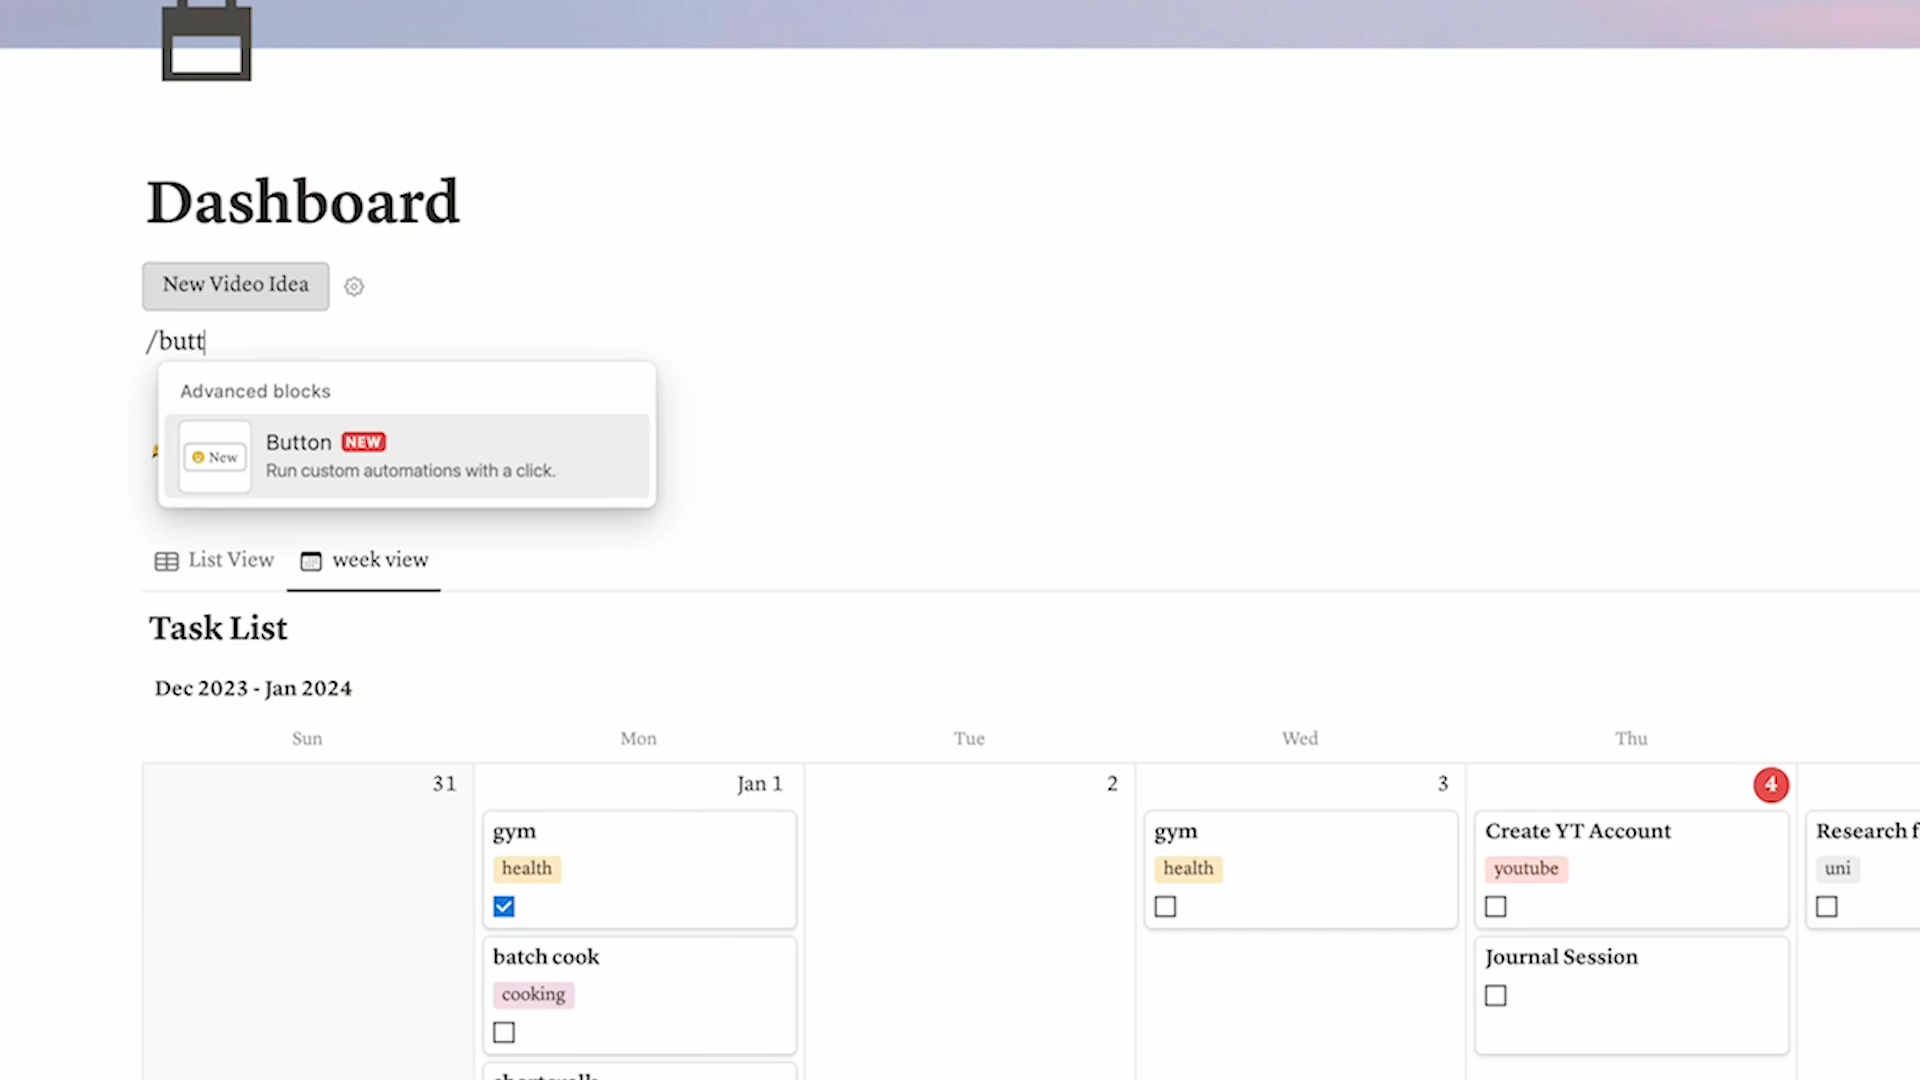 Dashboard
New Video Idea
/butt
Advanced blocks
New
Button NEW
Run custom automations with a click.
List View
week view
Task List
Dec 2023 - Jan 2024
Sun Mon Tue Wed Thu
31 Jan 1 2 3 4
gym
health
batch cook
cooking
gym
health
Create YT Account
youtube
Journal Session
Research
uni